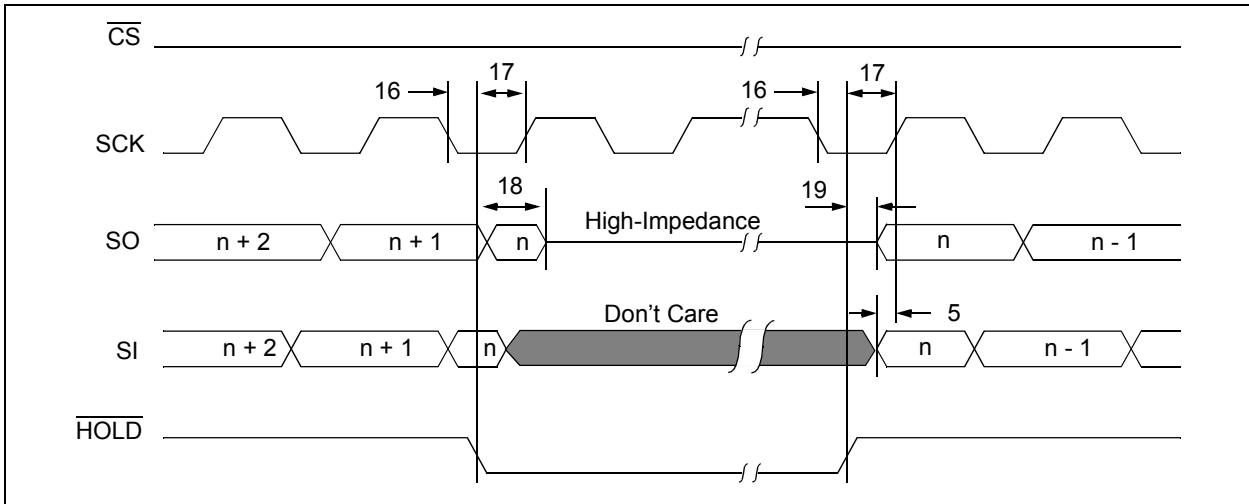 CS
16
17
16
17
SCK
18
19
SO
n + 2
n + 1
n
High-Impedance
n
n - 1
Don't Care
5
SI
n + 2
n + 1
n
n
n - 1
HOLD